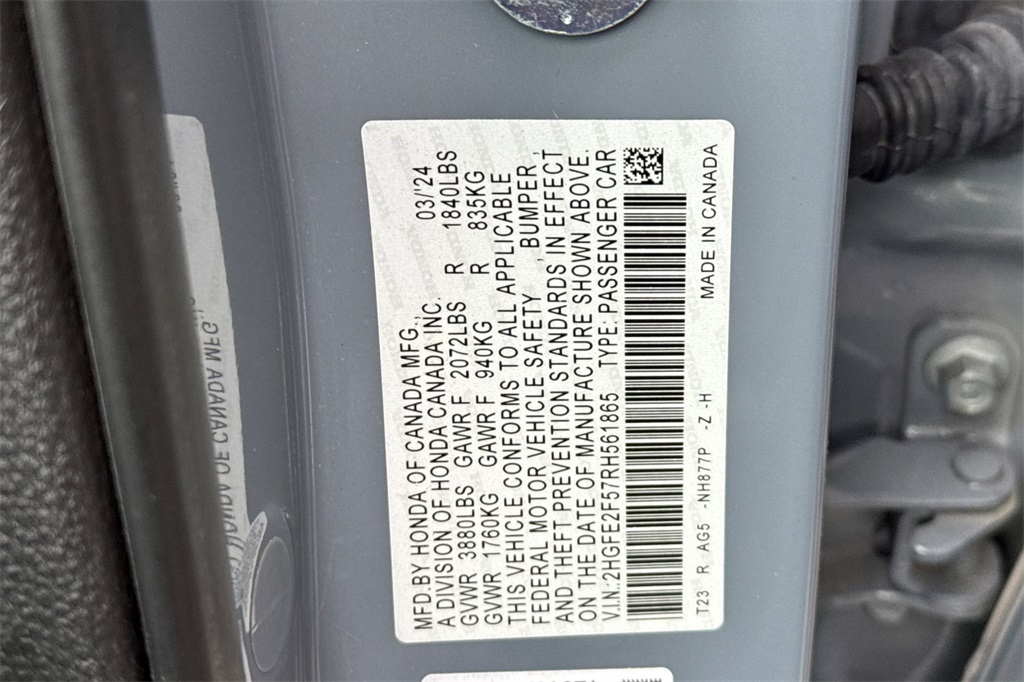 MFD.BY HONDA OF CANADA MFG., 03/'24
A DIVISION OF HONDA CANADA INC.
GVWR 3880LBS GAWR F 2072LBS R 1840LBS
GVWR 1760KG GAWR F 940KG R 835KG
THIS VEHICLE CONFORMS TO ALL APPLICABLE
FEDERAL MOTOR VEHICLE SAFETY, BUMPER,
AND THEFT PREVENTION STANDARDS IN EFFECT
ON THE DATE OF MANUFACTURE SHOWN ABOVE.
V.I.N.:2HGFE2F57RH561865 TYPE: PASSENGER CAR
T23 R AG5 -NH877P -Z -H MADE IN CANADA